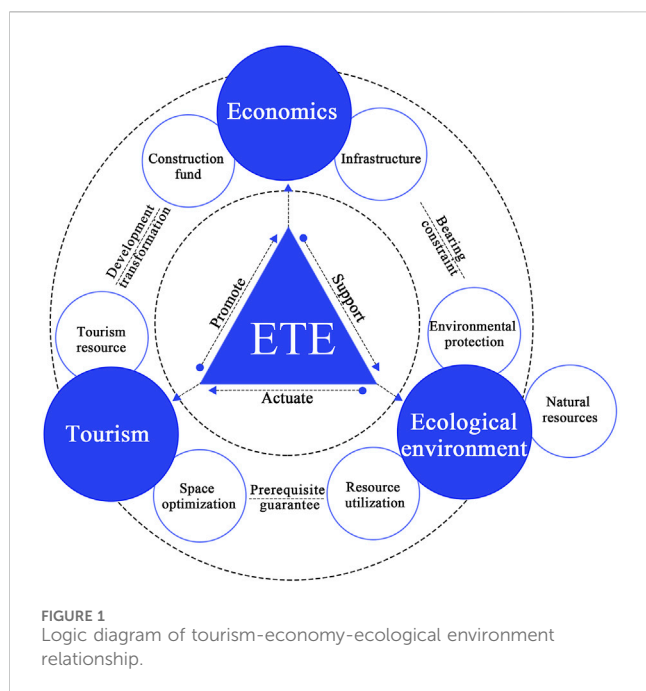 Economics
Construction
fund
Infrastructure
Development
transformation
Bearing
constraint
Promote
Support
ETE
Actuate
Tourism
resource
Environmental
protection
Tourism
Ecological
environment
Natural
resources
Space
optimization
Prerequisite
guarantee
Resource
utilization
FIGURE 1
Logic diagram of tourism-economy-ecological environment
relationship.